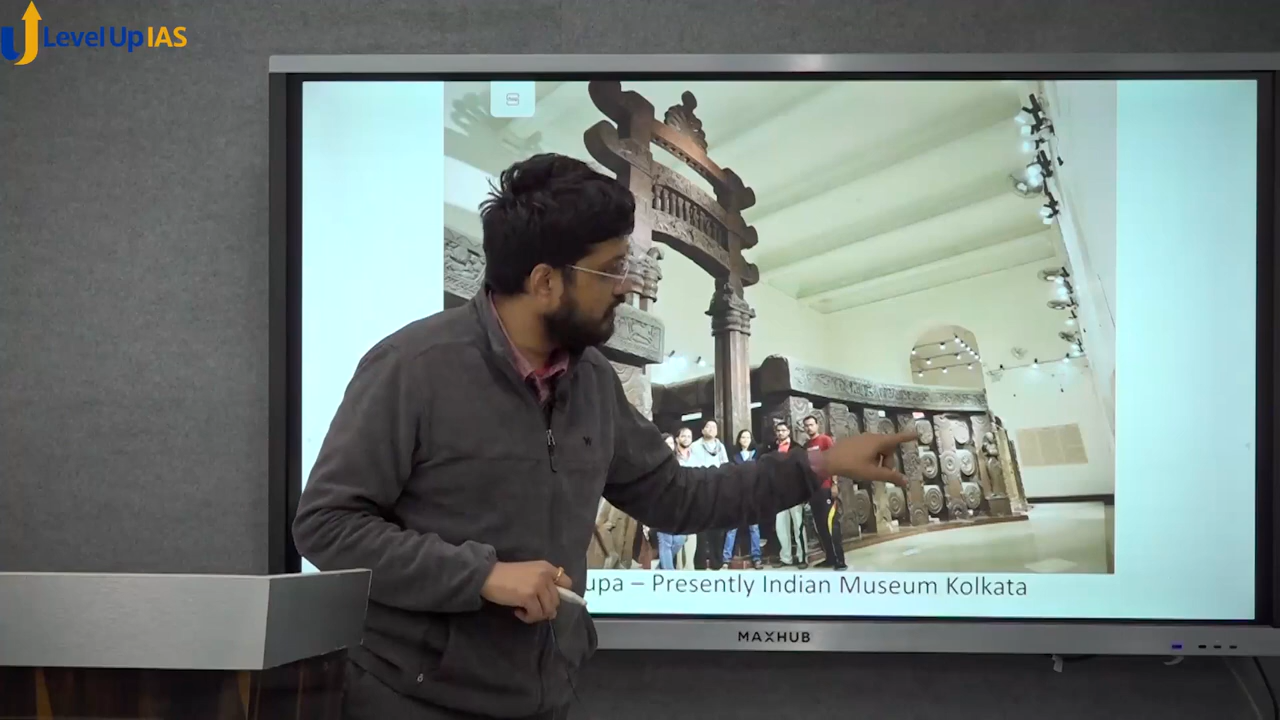 Level Up IAS
upa – Presently Indian Museum Kolkata
MAXHUB